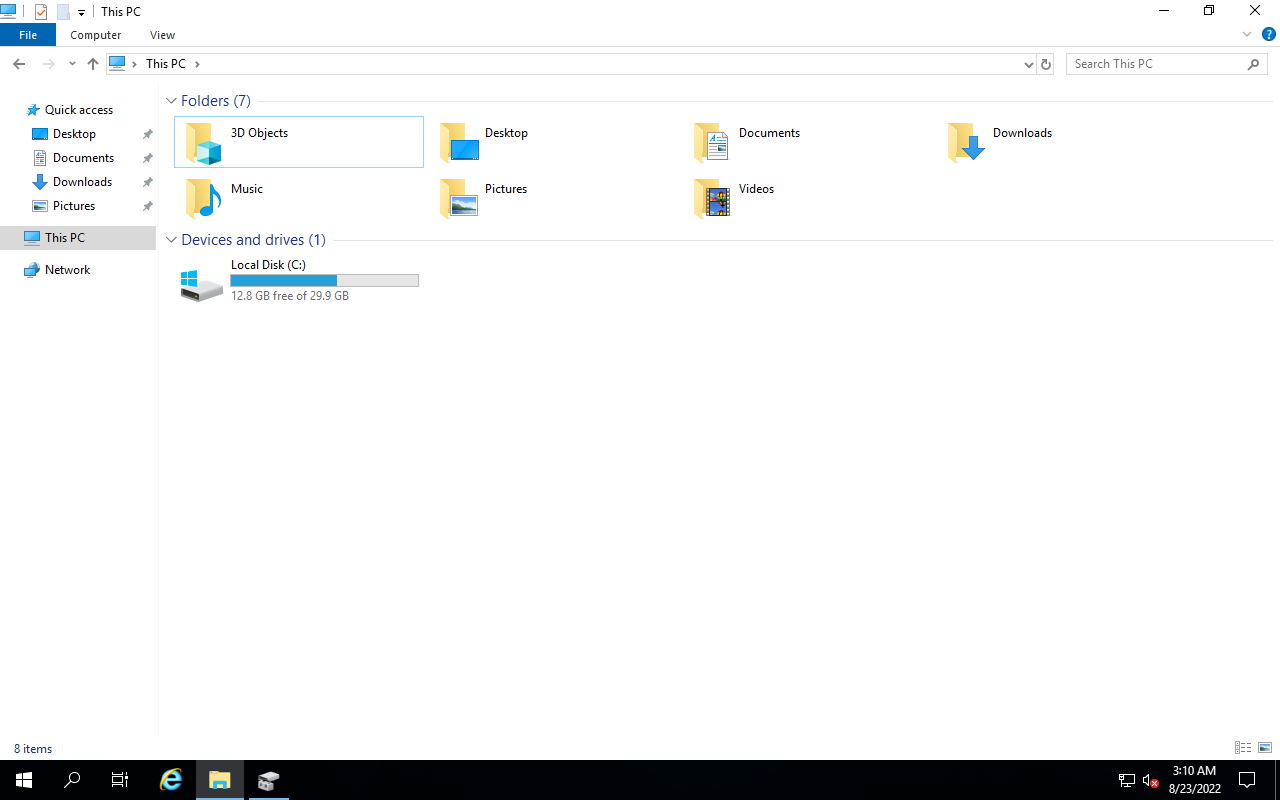 This PC
File
Computer
View
This PC
Search This PC
Quick access
Desktop
Documents
Downloads
Pictures
This PC
Network
Folders (7)
3D Objects
Desktop
Documents
Downloads
Music
Pictures
Videos
Devices and drives (1)
Local Disk (C:)
12.8 GB free of 29.9 GB
8 items
3:10 AM
8/23/2022